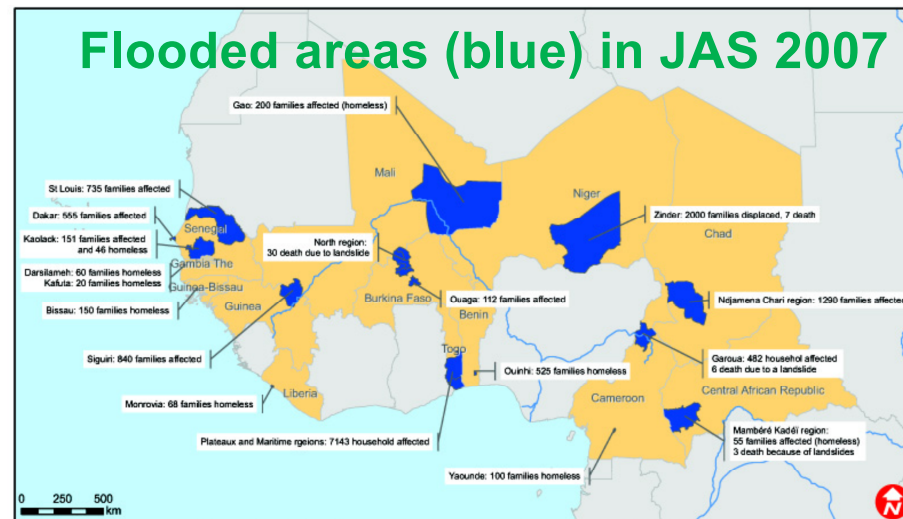 Flooded areas (blue) in JAS 2007
Gao: 200 families affected (homeless)
Mali
Niger
Chad
St Louis: 735 families affected
Zinder: 2000 families displaced, 7 death
Dakar: 555 families affected
Senegal
Kaolack: 151 families affected
and 46 homeless
North region:
30 death due to landslide
Gambia The
Darsilameh: 60 families homeless
Kafuta: 20 families homeless
Guinea-Bissau
Guinea
Burkina Faso
Ouaga: 112 families affected
Ndjamena Chari region: 1290 families affected
Bissau: 150 families homeless
Benin
Siguiri: 840 families affected
Togo
Ouinhi: 525 families homeless
Garoua: 482 househol affected
6 death due to a landslide
Liberia
Cameroon
Central African Republic
Monrovia: 68 families homeless
Plateaux and Maritime rgeions: 7143 household affected
Mambéré Kadéï region:
55 families affected (homeless)
3 death because of landslides
Yaounde: 100 families homeless
0 250 500
km
N